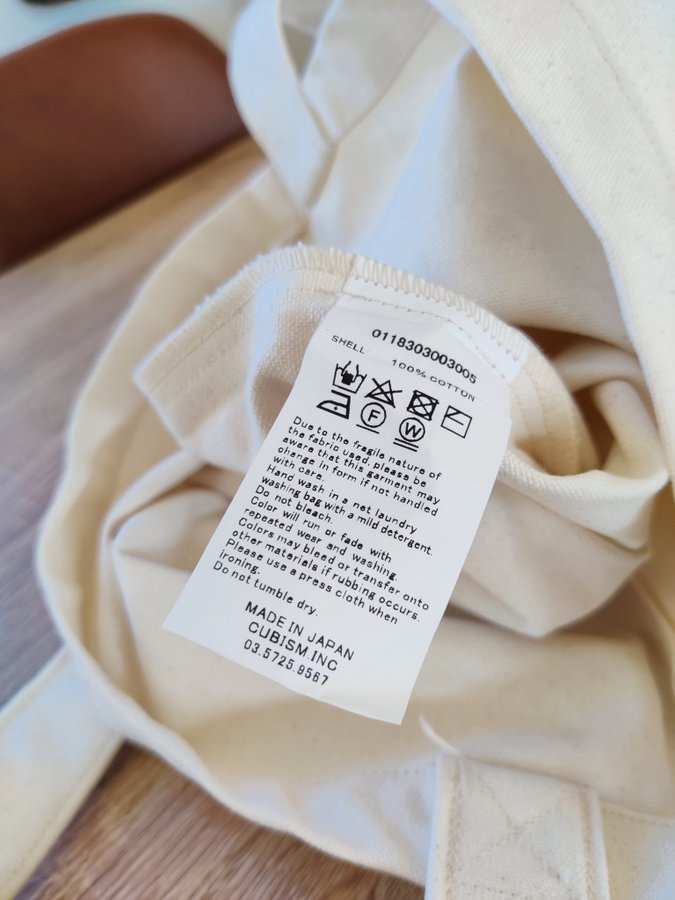 0118303003005
SHELL 100% COTTON
F W
Due to the fragile nature of
the fabric used, please be
aware that this garment may
change in form if not handled
with care.
Hand wash in a net laundry
washing bag with a mild detergent.
Do not bleach.
Color will run or fade with
repeated wear and washing.
Colors may bleed or transfer onto
other materials if rubbing occurs.
Please use a press cloth when
ironing.
Do not tumble dry.
MADE IN JAPAN
CUBISM.INC
03.5725.9567